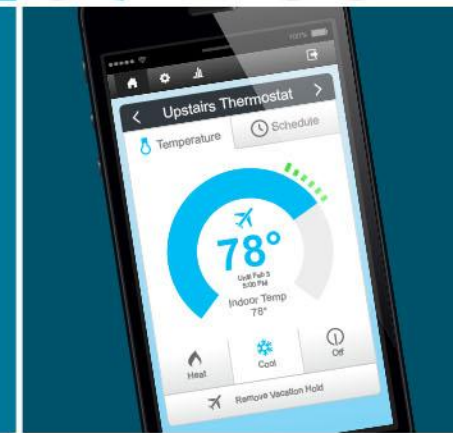 100%
Upstairs Thermostat
Temperature
Schedule
78°
Until Feb 3
5:00 PM
Indoor Temp
78°
Heat
Cool
Off
Remove Vacation Hold